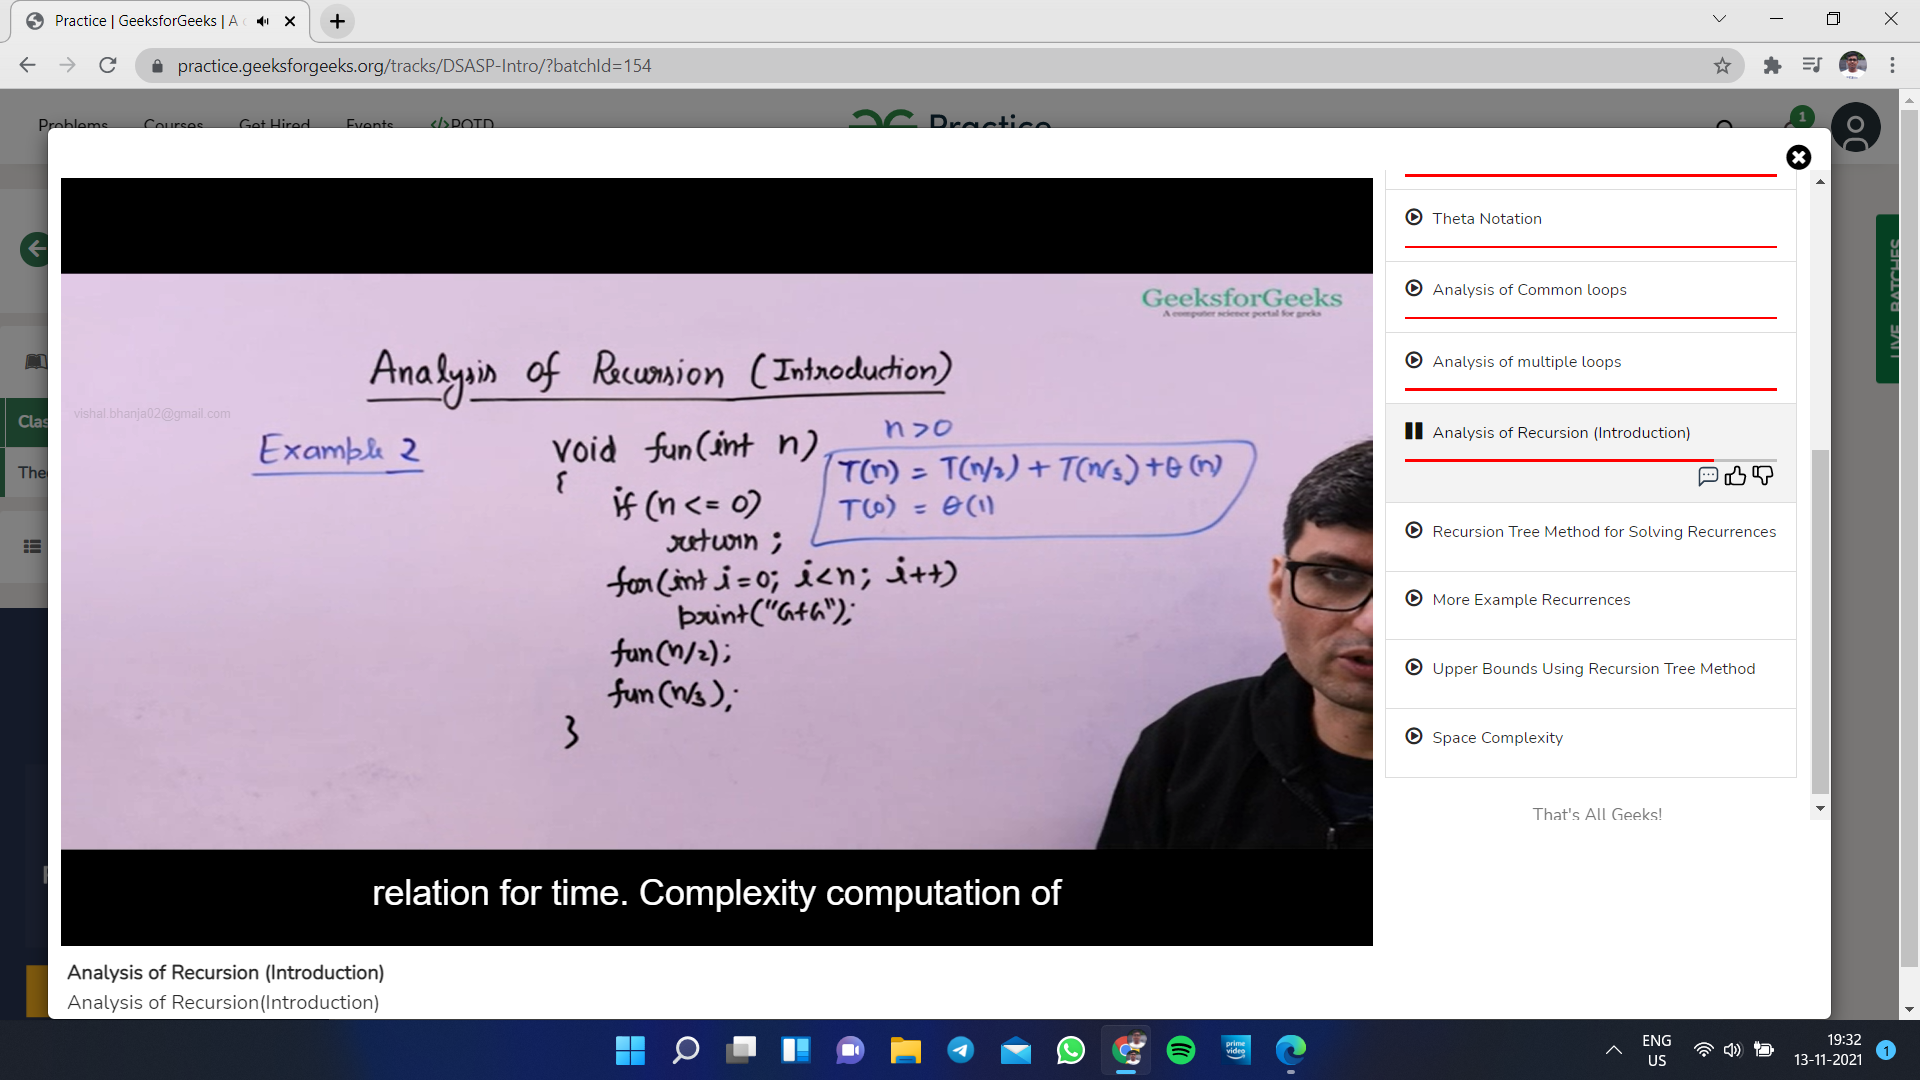 Practice | GeeksforGeeks | A
practice.geeksforgeeks.org/tracks/DSASP-Intro/?batchId=154
Problems Courses Get Hired Events </>POTD Practice
1
GeeksforGeeks
A computer science portal for geeks
Analysis of Recursion (Introduction)
vishal.bhanja02@gmail.com
Example 2
void fun(int n)
{
if (n <= 0)
return ;
for(int i=0; i<n; i++)
print("GfG");
fun(n/2);
fun(n/3);
}
n>0
T(n) = T(n/2) + T(n/3) + θ(n)
T(0) = θ(1)
relation for time. Complexity computation of
Analysis of Recursion (Introduction)
Analysis of Recursion(Introduction)
Theta Notation
Analysis of Common loops
Analysis of multiple loops
Analysis of Recursion (Introduction)
Recursion Tree Method for Solving Recurrences
More Example Recurrences
Upper Bounds Using Recursion Tree Method
Space Complexity
That's All Geeks!
LIVE BATCHES
Clas
The
prime video
ENG
US
19:32
13-11-2021
1